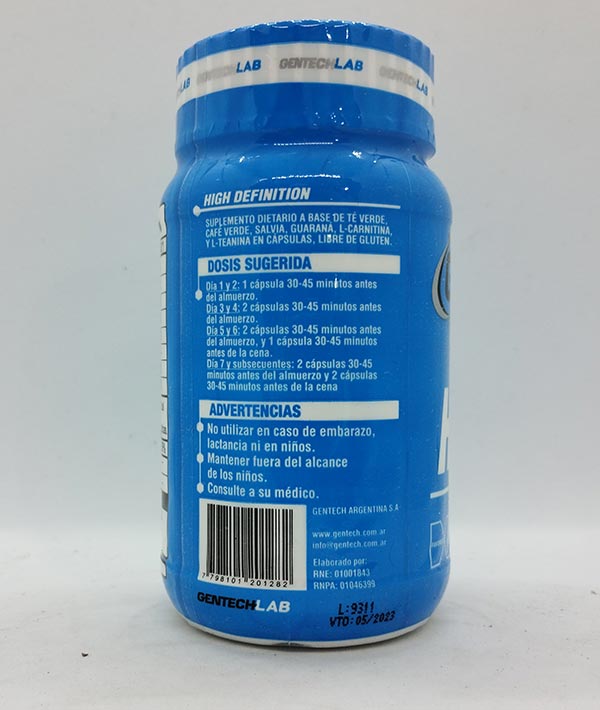 GENTECHLAB GENTECHLAB
HIGH DEFINITION
SUPLEMENTO DIETARIO A BASE DE TÉ VERDE,
CAFÉ VERDE, SALVIA, GUARANÁ, L-CARNITINA,
Y L-TEANINA EN CÁPSULAS, LIBRE DE GLUTEN.
DOSIS SUGERIDA
Día 1 y 2: 1 cápsula 30-45 minutos antes
del almuerzo.
Día 3 y 4: 2 cápsulas 30-45 minutos antes
del almuerzo.
Día 5 y 6: 2 cápsulas 30-45 minutos antes
del almuerzo, y 1 cápsula 30-45 minutos
antes de la cena.
Día 7 y subsecuentes: 2 cápsulas 30-45
minutos antes del almuerzo y 2 cápsulas
30-45 minutos antes de la cena
ADVERTENCIAS
No utilizar en caso de embarazo,
lactancia ni en niños.
Mantener fuera del alcance
de los niños.
Consulte a su médico.
GENTECH ARGENTINA S.A
www.gentech.com.ar
info@gentech.com.ar
Elaborado por:
RNE: 01001843
RNPA: 01046399
7 798101 201282
GENTECHLAB
L:9311
VTO:05/2023